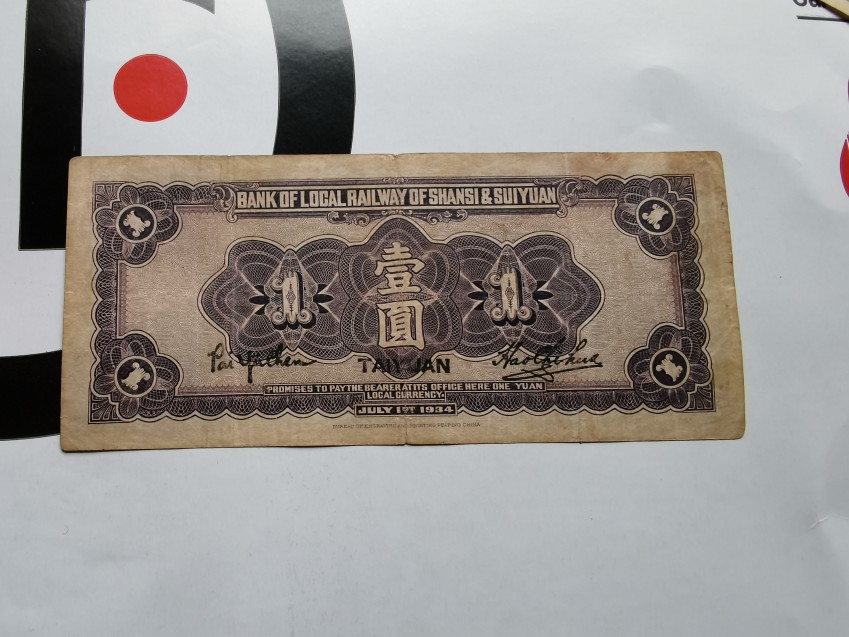 BANK OF LOCAL RAILWAY OF SHANSI & SUIYUAN
壹
圓
1 1
TAIYUAN
PROMISES TO PAY THE BEARER AT ITS OFFICE HERE ONE YUAN
LOCAL CURRENCY.
JULY 1ST 1934